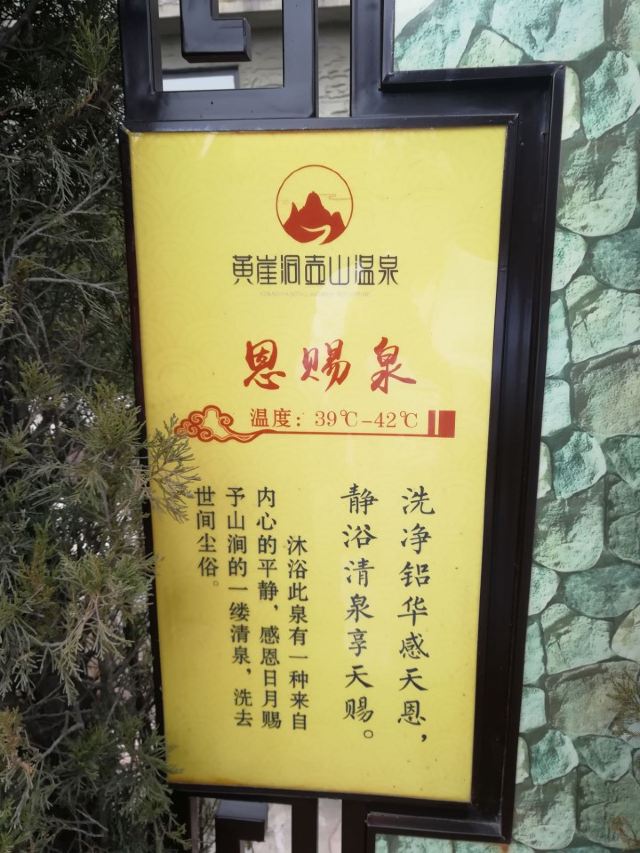 黄崖洞壶山温泉
恩赐泉
温度：39℃-42℃
洗净铝华感天恩，
静浴清泉享天赐。
沐浴此泉有一种来自
内心的平静，感恩日月赐
予山涧的一缕清泉，洗去
世间尘俗。